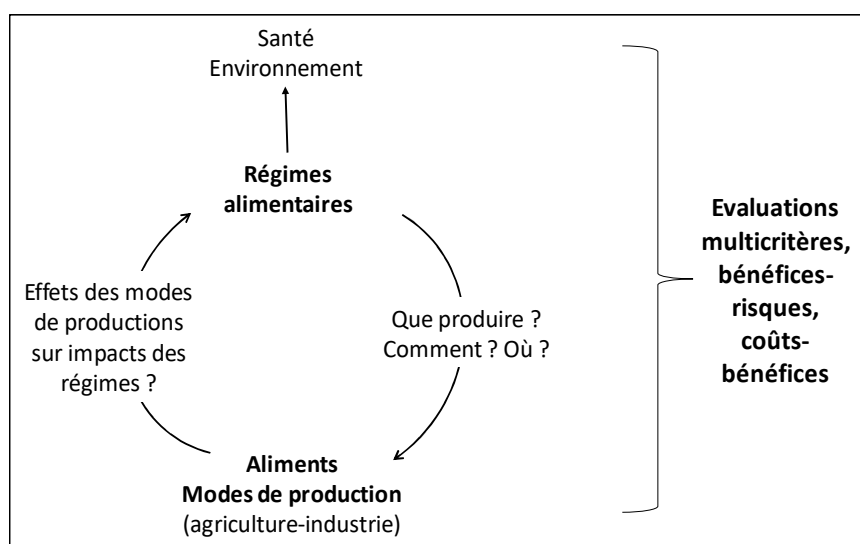 Santé
Environnement
Régimes
alimentaires
Effets des modes
de productions
sur impacts des
régimes ?
Que produire ?
Comment ? Où ?
Aliments
Modes de production
(agriculture-industrie)
Evaluations
multicritères,
bénéfices-
risques,
coûts-
bénéfices